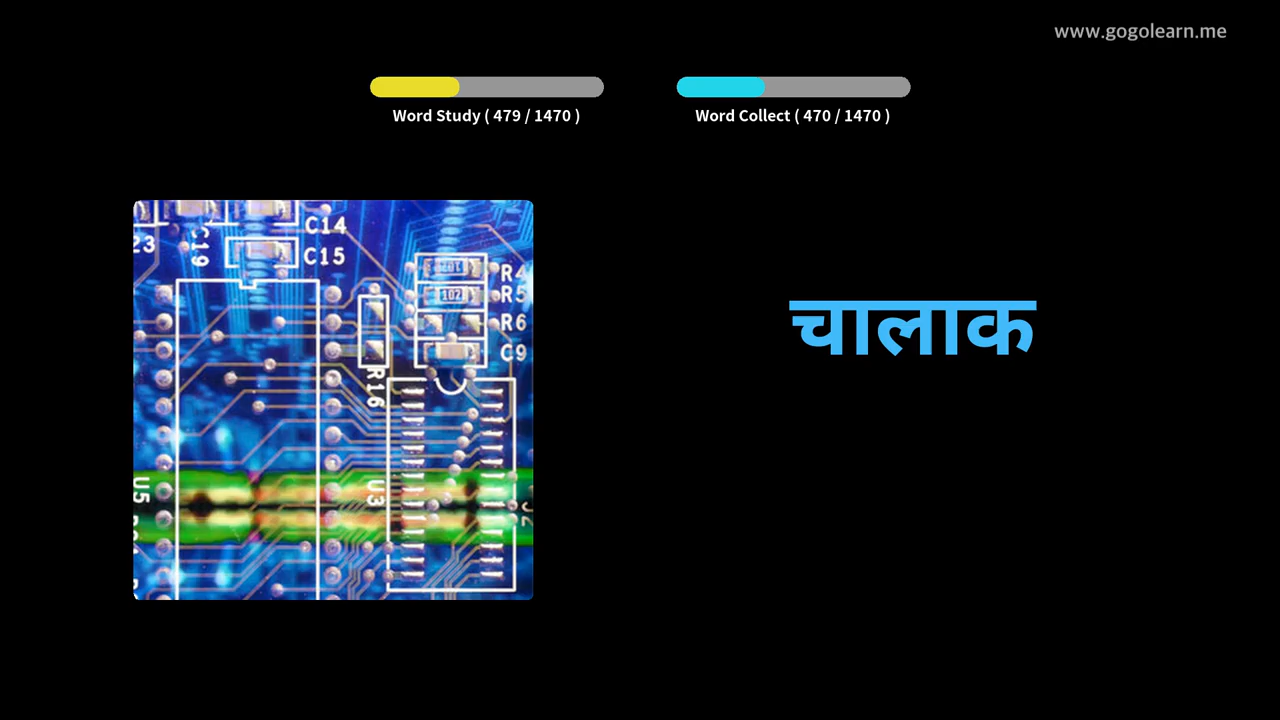 www.gogolearn.me
Word Study ( 479 / 1470 )
Word Collect ( 470 / 1470 )
चालाक
C14
C15
C19
23
R4
R5
102
R6
C9
R16
U3
U5